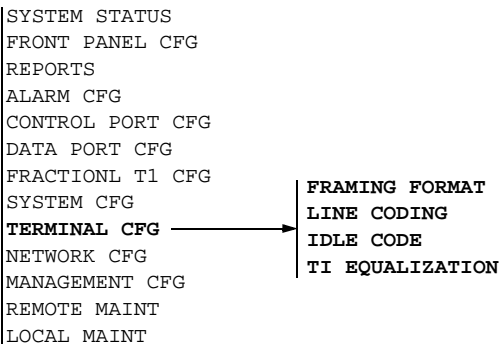 SYSTEM STATUS
FRONT PANEL CFG
REPORTS
ALARM CFG
CONTROL PORT CFG
DATA PORT CFG
FRACTIONL T1 CFG
SYSTEM CFG
TERMINAL CFG
NETWORK CFG
MANAGEMENT CFG
REMOTE MAINT
LOCAL MAINT
FRAMING FORMAT
LINE CODING
IDLE CODE
TI EQUALIZATION